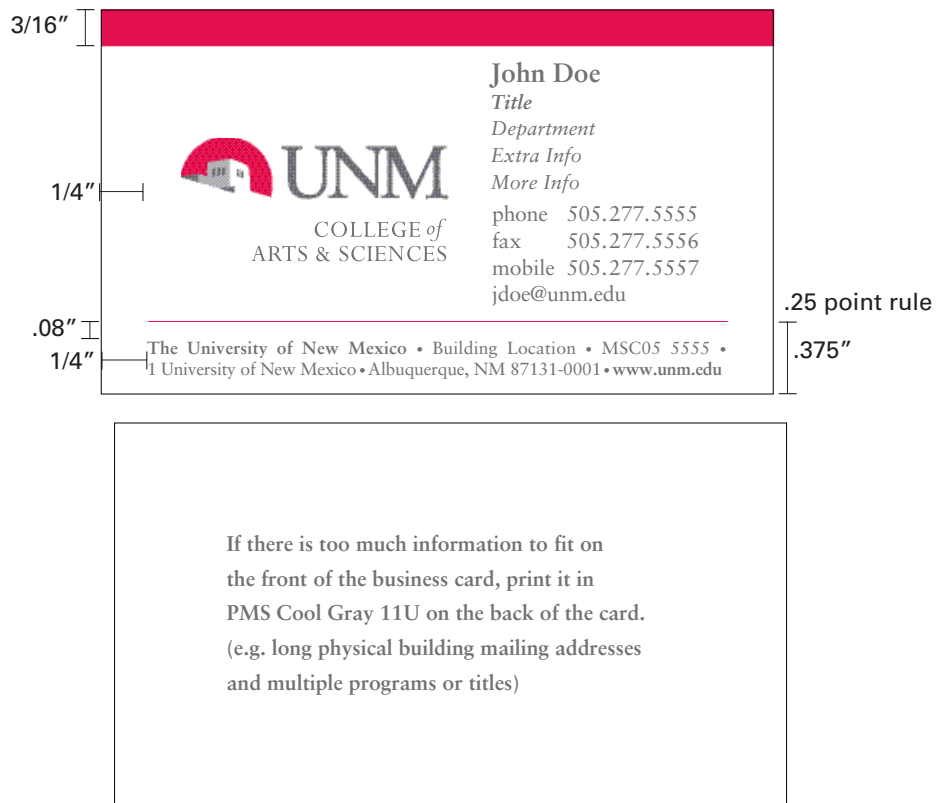 3/16″
John Doe
Title
Department
Extra Info
More Info
UNM
COLLEGE of
ARTS & SCIENCES
1/4″
phone 505.277.5555
fax 505.277.5556
mobile 505.277.5557
jdoe@unm.edu
.25 point rule
.08″
1/4″
.375″
The University of New Mexico • Building Location • MSC05 5555 •
1 University of New Mexico • Albuquerque, NM 87131-0001 • www.unm.edu
If there is too much information to fit on
the front of the business card, print it in
PMS Cool Gray 11U on the back of the card.
(e.g. long physical building mailing addresses
and multiple programs or titles)